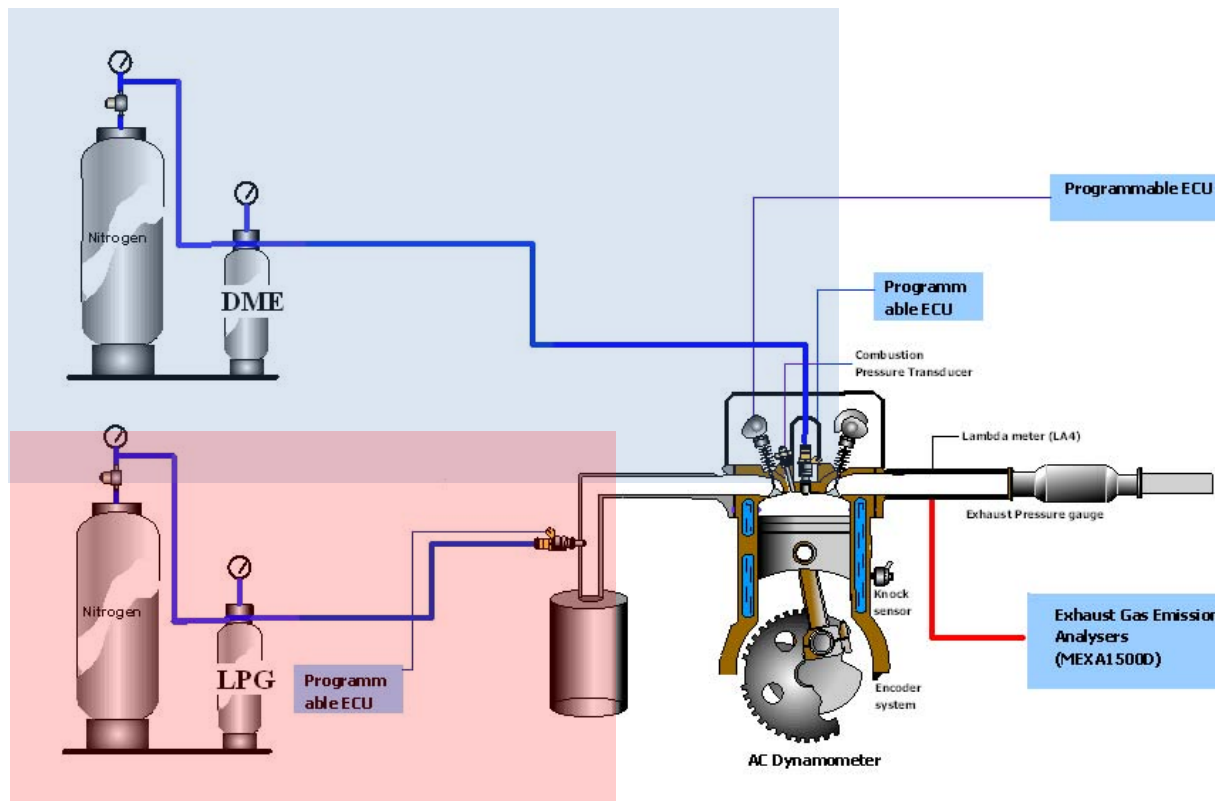 Nitrogen
DME
Programmable ECU
Programm
able ECU
Combustion
Pressure Transducer
Lambda meter (LA4)
Exhaust Pressure gauge
Nitrogen
LPG
Programm
able ECU
Knock
sensor
Exhaust Gas Emission
Analysers
(MEXA1500D)
Encoder
system
AC Dynamometer